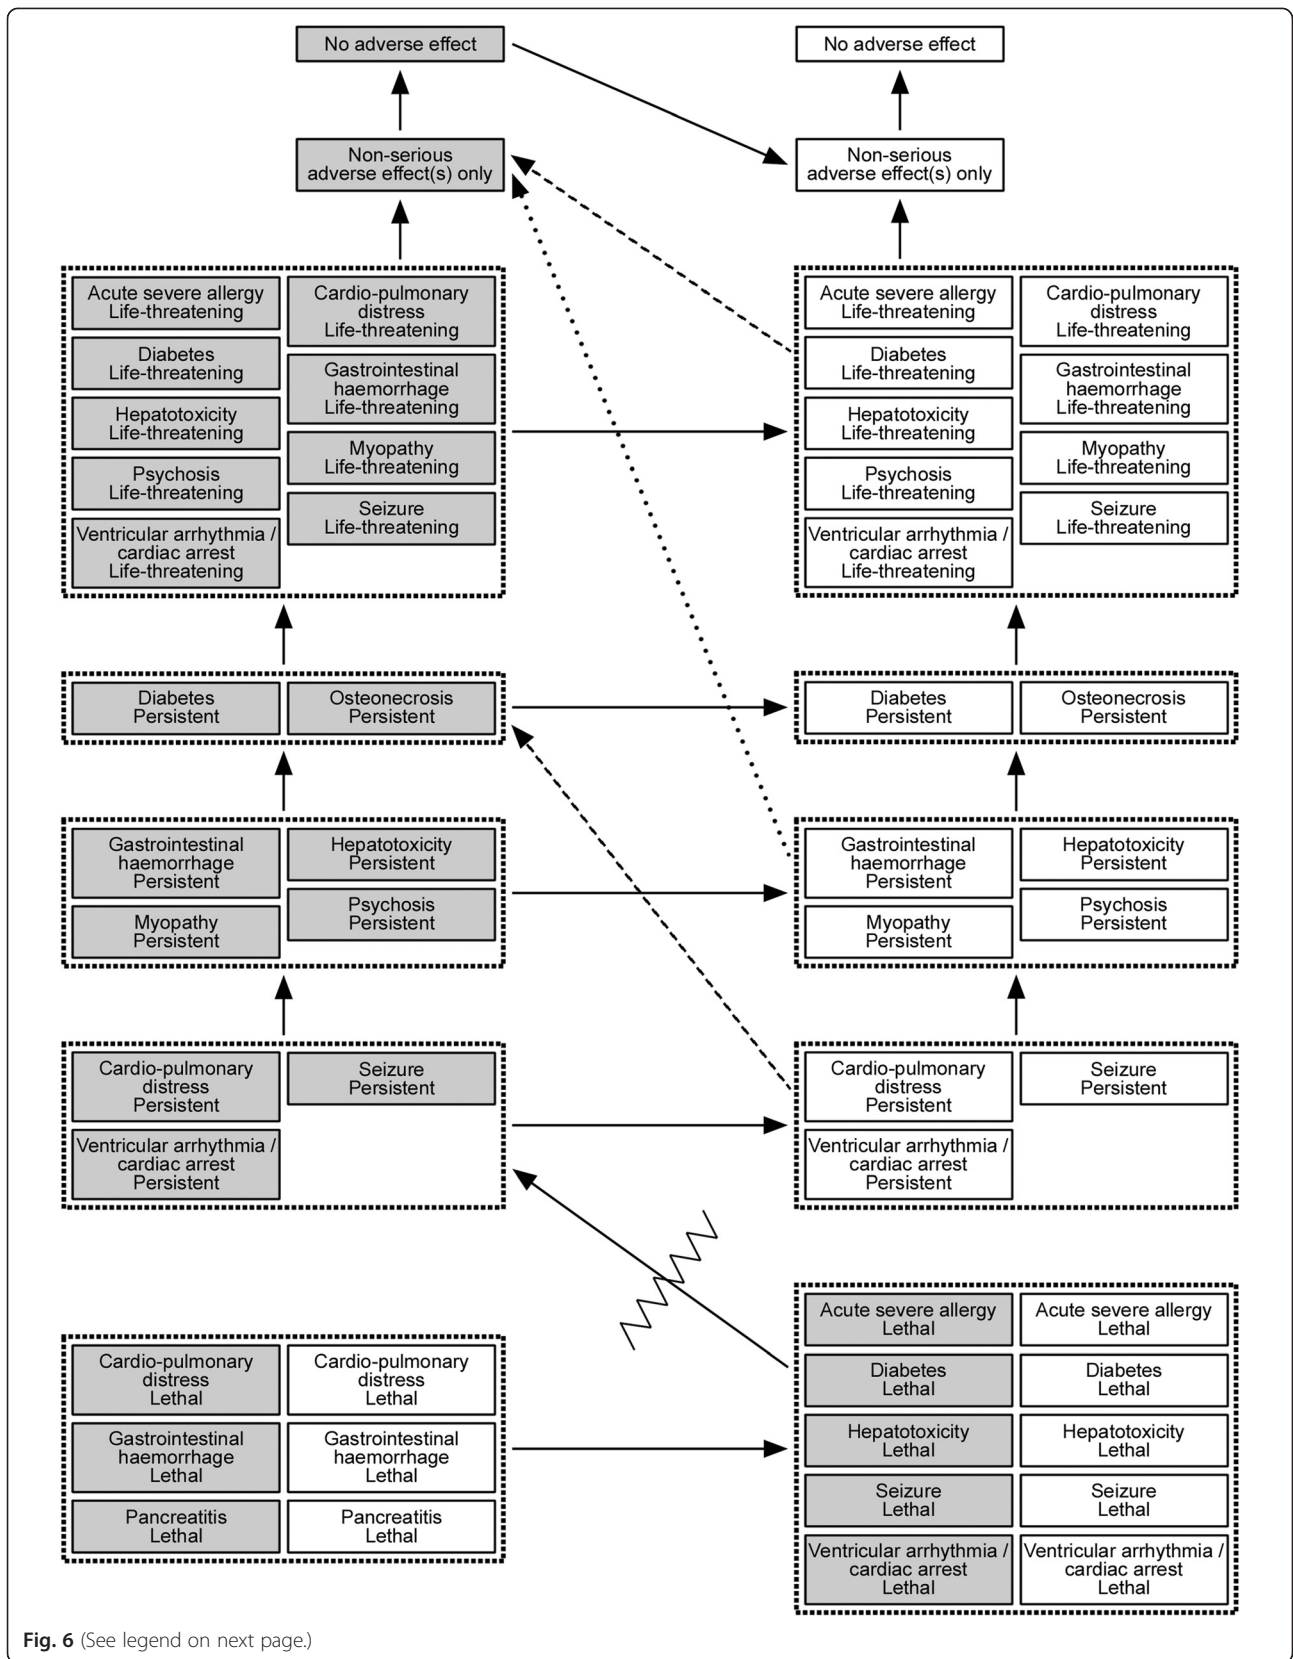 No adverse effect
No adverse effect
Non-serious
adverse effect(s) only
Non-serious
adverse effect(s) only
Acute severe allergy
Life-threatening
Diabetes
Life-threatening
Hepatotoxicity
Life-threatening
Psychosis
Life-threatening
Ventricular arrhythmia /
cardiac arrest
Life-threatening
Cardio-pulmonary
distress
Life-threatening
Gastrointestinal
haemorrhage
Life-threatening
Myopathy
Life-threatening
Seizure
Life-threatening
Acute severe allergy
Life-threatening
Diabetes
Life-threatening
Hepatotoxicity
Life-threatening
Psychosis
Life-threatening
Ventricular arrhythmia /
cardiac arrest
Life-threatening
Cardio-pulmonary
distress
Life-threatening
Gastrointestinal
haemorrhage
Life-threatening
Myopathy
Life-threatening
Seizure
Life-threatening
Diabetes
Persistent
Osteonecrosis
Persistent
Diabetes
Persistent
Osteonecrosis
Persistent
Gastrointestinal
haemorrhage
Persistent
Myopathy
Persistent
Hepatotoxicity
Persistent
Psychosis
Persistent
Gastrointestinal
haemorrhage
Persistent
Myopathy
Persistent
Hepatotoxicity
Persistent
Psychosis
Persistent
Cardio-pulmonary
distress
Persistent
Ventricular arrhythmia /
cardiac arrest
Persistent
Seizure
Persistent
Cardio-pulmonary
distress
Persistent
Ventricular arrhythmia /
cardiac arrest
Persistent
Seizure
Persistent
Cardio-pulmonary
distress
Lethal
Gastrointestinal
haemorrhage
Lethal
Pancreatitis
Lethal
Cardio-pulmonary
distress
Lethal
Gastrointestinal
haemorrhage
Lethal
Pancreatitis
Lethal
Acute severe allergy
Lethal
Diabetes
Lethal
Hepatotoxicity
Lethal
Seizure
Lethal
Ventricular arrhythmia /
cardiac arrest
Lethal
Acute severe allergy
Lethal
Diabetes
Lethal
Hepatotoxicity
Lethal
Seizure
Lethal
Ventricular arrhythmia /
cardiac arrest
Lethal
Fig. 6 (See legend on next page.)